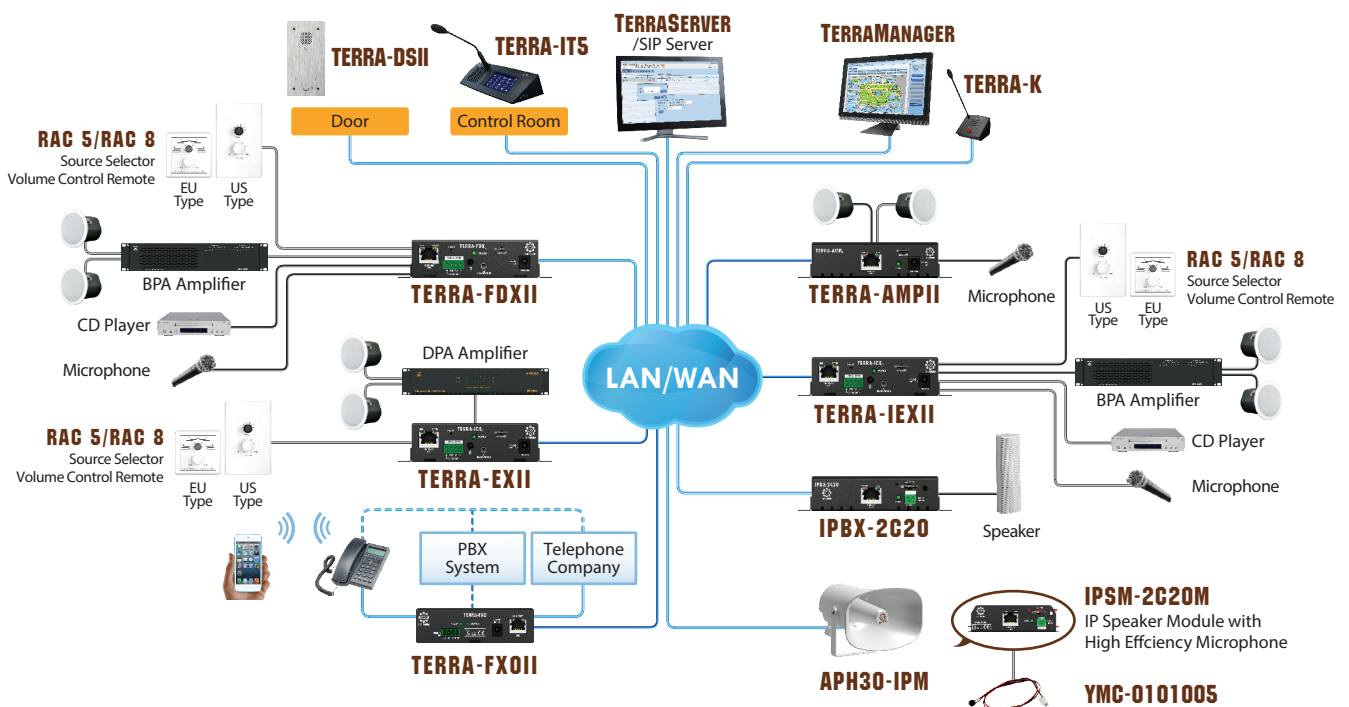 TERRA-DSII
Door
TERRA-IT5
Control Room
TERRASERVER
/SIP Server
TERRAMANAGER
TERRA-K
RAC 5/RAC 8
Source Selector
Volume Control Remote
EU
Type
US
Type
BPA Amplifier
CD Player
Microphone
TERRA-FDXII
DPA Amplifier
RAC 5/RAC 8
Source Selector
Volume Control Remote
EU
Type
US
Type
TERRA-EXII
PBX
System
Telephone
Company
TERRA-FXOII
LAN/WAN
TERRA-AMPII
Microphone
US
Type
EU
Type
RAC 5/RAC 8
Source Selector
Volume Control Remote
TERRA-IEXII
BPA Amplifier
CD Player
Microphone
IPBX-2C20
IPBX-2C20
Speaker
APH30-IPM
IPSM-2C20M
IP Speaker Module with
High Effciency Microphone
YMC-0101005